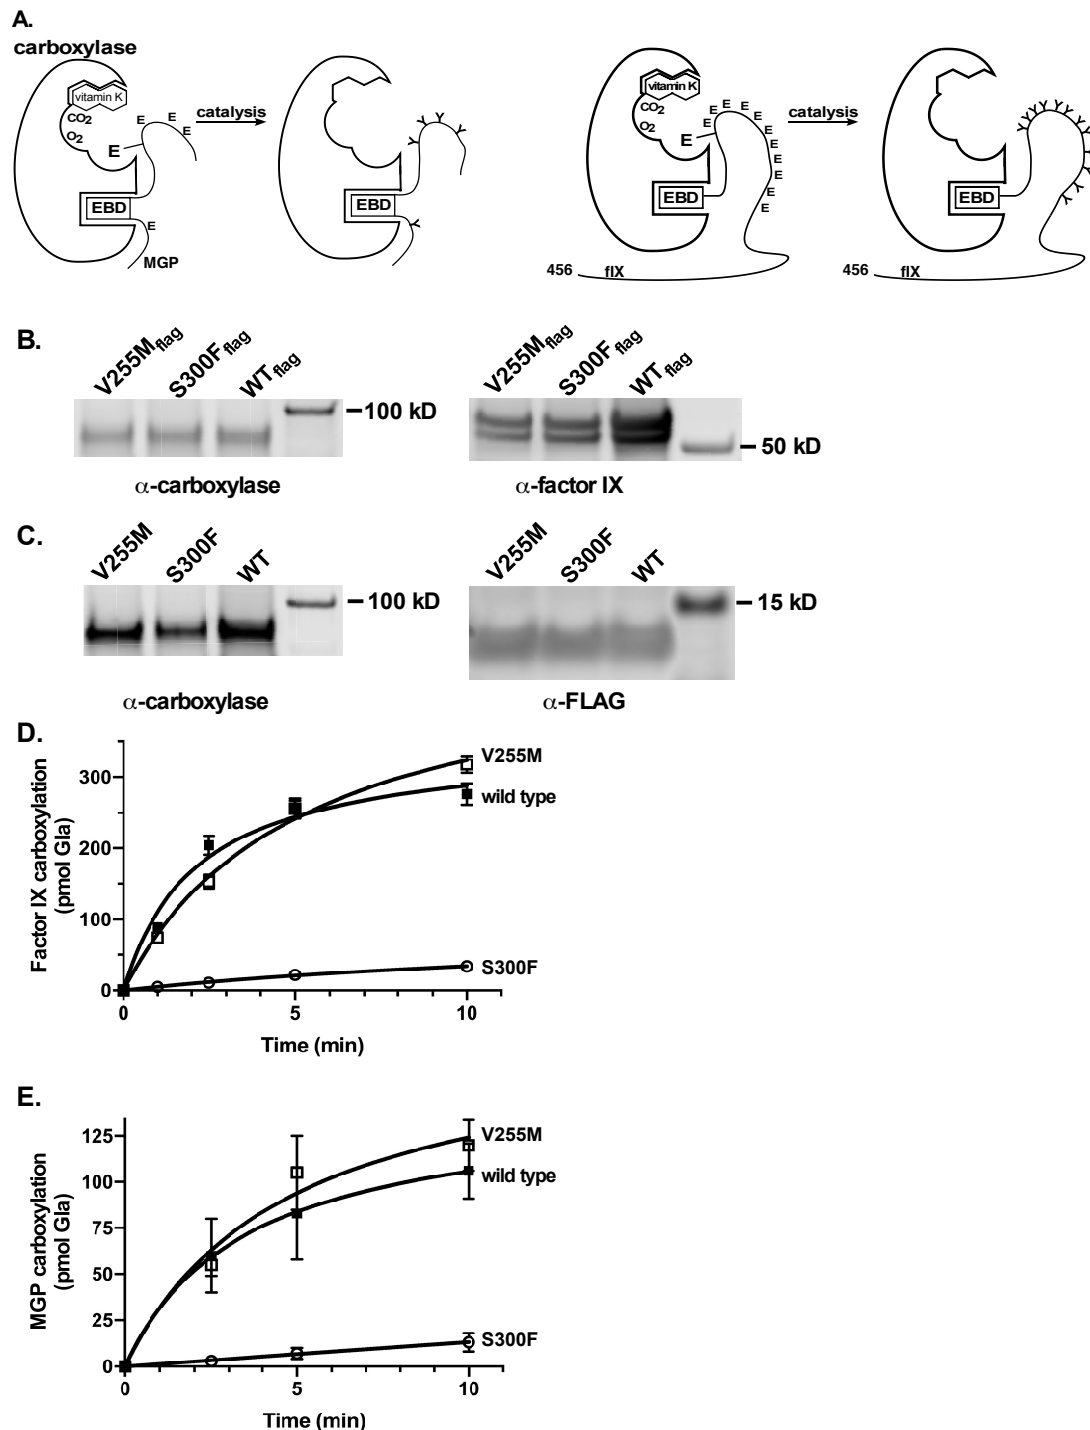 A.
carboxylase
vitamin K
CO2
O2
E
E
E
E
EBD
E
MGP
catalysis
Y
Y
Y
Y
EBD
Y
vitamin K
CO2
O2
E
E
E
E
E
E
E
E
E
E
E
EBD
456
fIX
catalysis
YYYYYYYYYYY
EBD
456
fIX
B.
V255Mflag
S300Fflag
WTflag
100 kD
α-carboxylase
V255Mflag
S300Fflag
WTflag
50 kD
α-factor IX
C.
V255M
S300F
WT
100 kD
α-carboxylase
V255M
S300F
WT
15 kD
α-FLAG
D.
Factor IX carboxylation
(pmol Gla)
300
200
100
0
0
5
10
Time (min)
V255M
wild type
S300F
E.
MGP carboxylation
(pmol Gla)
125
100
75
50
25
0
0
5
10
Time (min)
V255M
wild type
S300F